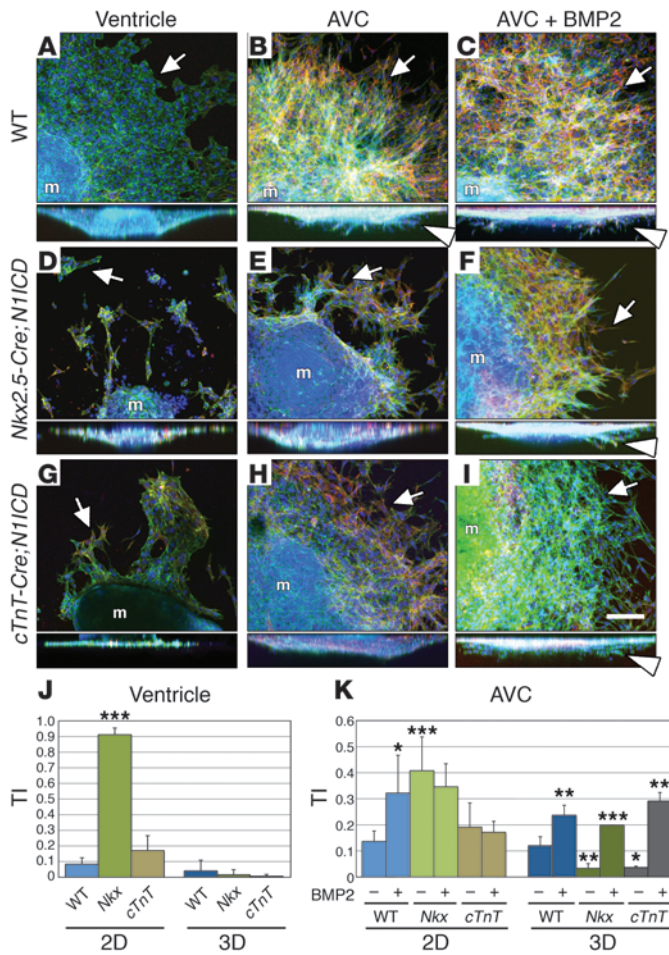 Ventricle AVC AVC + BMP2
WT
A B C
m m m
Nkx2.5-Cre;N1ICD
D E F
m m m
cTnT-Cre;N1ICD
G H I
m m m
J Ventricle
***
TI
1.0
0.9
0.8
0.7
0.6
0.5
0.4
0.3
0.2
0.1
0
WT Nkx cTnT WT Nkx cTnT
2D 3D
K AVC
TI
0.6
0.5
0.4
0.3
0.2
0.1
0
* *** ** ** *** * **
BMP2 − + − + − + − + − + − +
WT Nkx cTnT WT Nkx cTnT
2D 3D